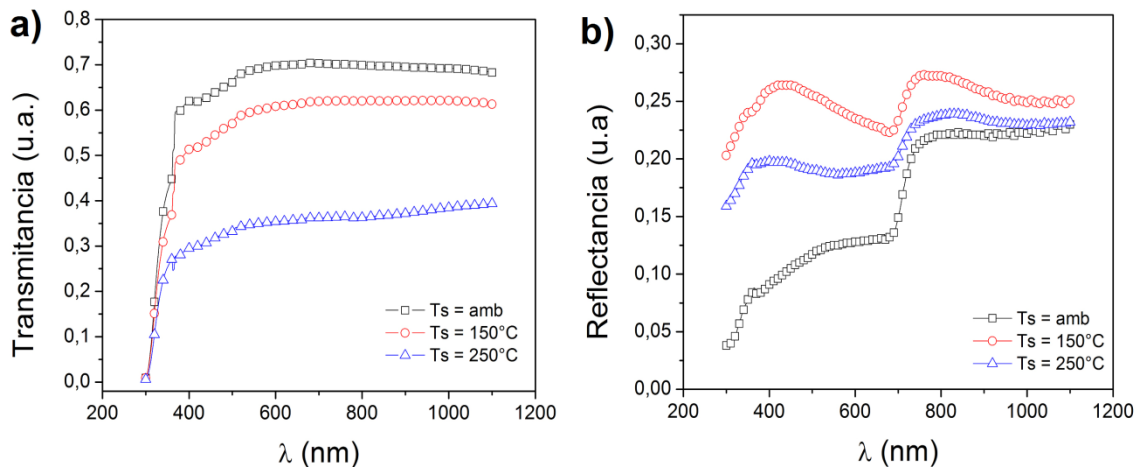 a)
Transmitancia (u.a.)
0,8
0,7
0,6
0,5
0,4
0,3
0,2
0,1
0,0
200 400 600 800 1000 1200
λ (nm)
Ts = amb
Ts = 150°C
Ts = 250°C
b)
Reflectancia (u.a)
0,30
0,25
0,20
0,15
0,10
0,05
0,00
200 400 600 800 1000 1200
λ (nm)
Ts = amb
Ts = 150°C
Ts = 250°C